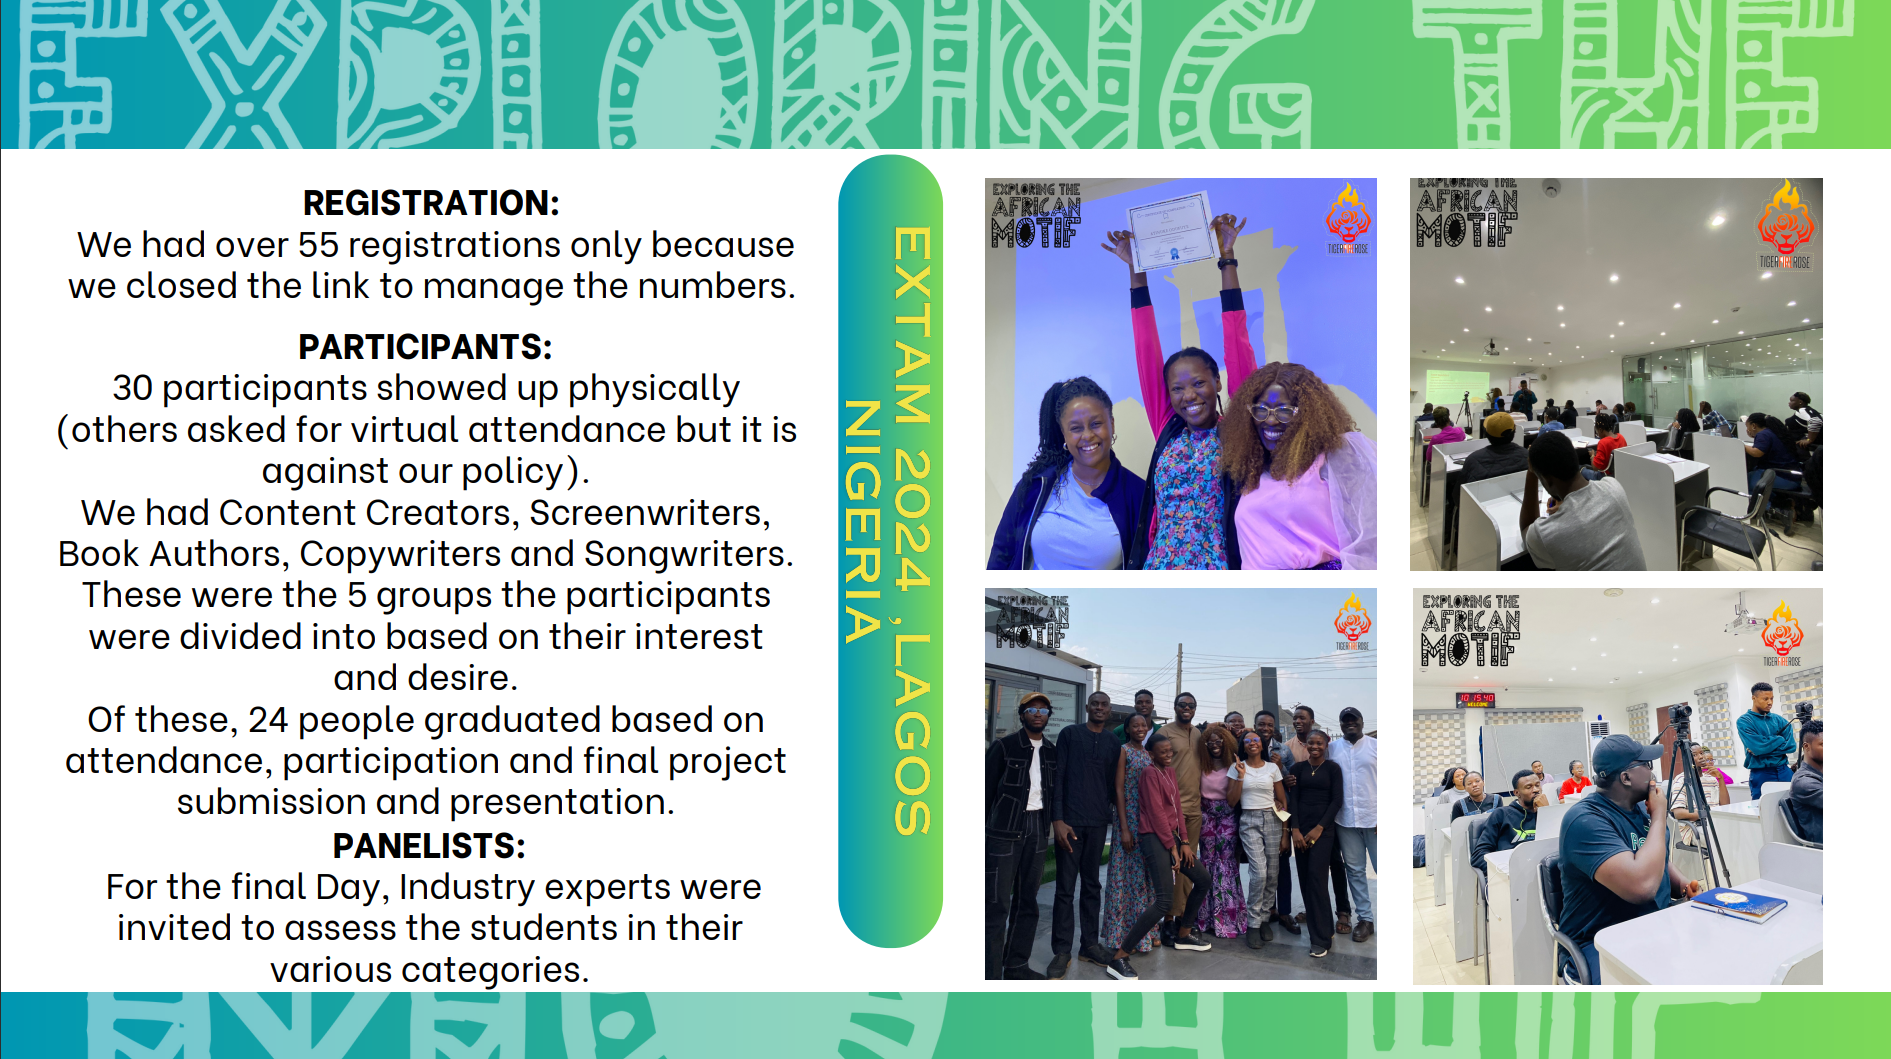 EXPLORING THE
REGISTRATION:
We had over 55 registrations only because
we closed the link to manage the numbers.
PARTICIPANTS:
30 participants showed up physically
(others asked for virtual attendance but it is
against our policy).
We had Content Creators, Screenwriters,
Book Authors, Copywriters and Songwriters.
These were the 5 groups the participants
were divided into based on their interest
and desire.
Of these, 24 people graduated based on
attendance, participation and final project
submission and presentation.
PANELISTS:
For the final Day, Industry experts were
invited to assess the students in their
various categories.
EXTAM 2024 ,LAGOS
NIGERIA
EXPLORING THE
AFRICAN
MOTIF
TIGERFIREROSE
EXPLORING THE
AFRICAN
MOTIF
TIGERFIREROSE
EXPLORING THE
AFRICAN
MOTIF
TIGERFIREROSE
EXPLORING THE
AFRICAN
MOTIF
TIGERFIREROSE
10:15:40
WELCOME